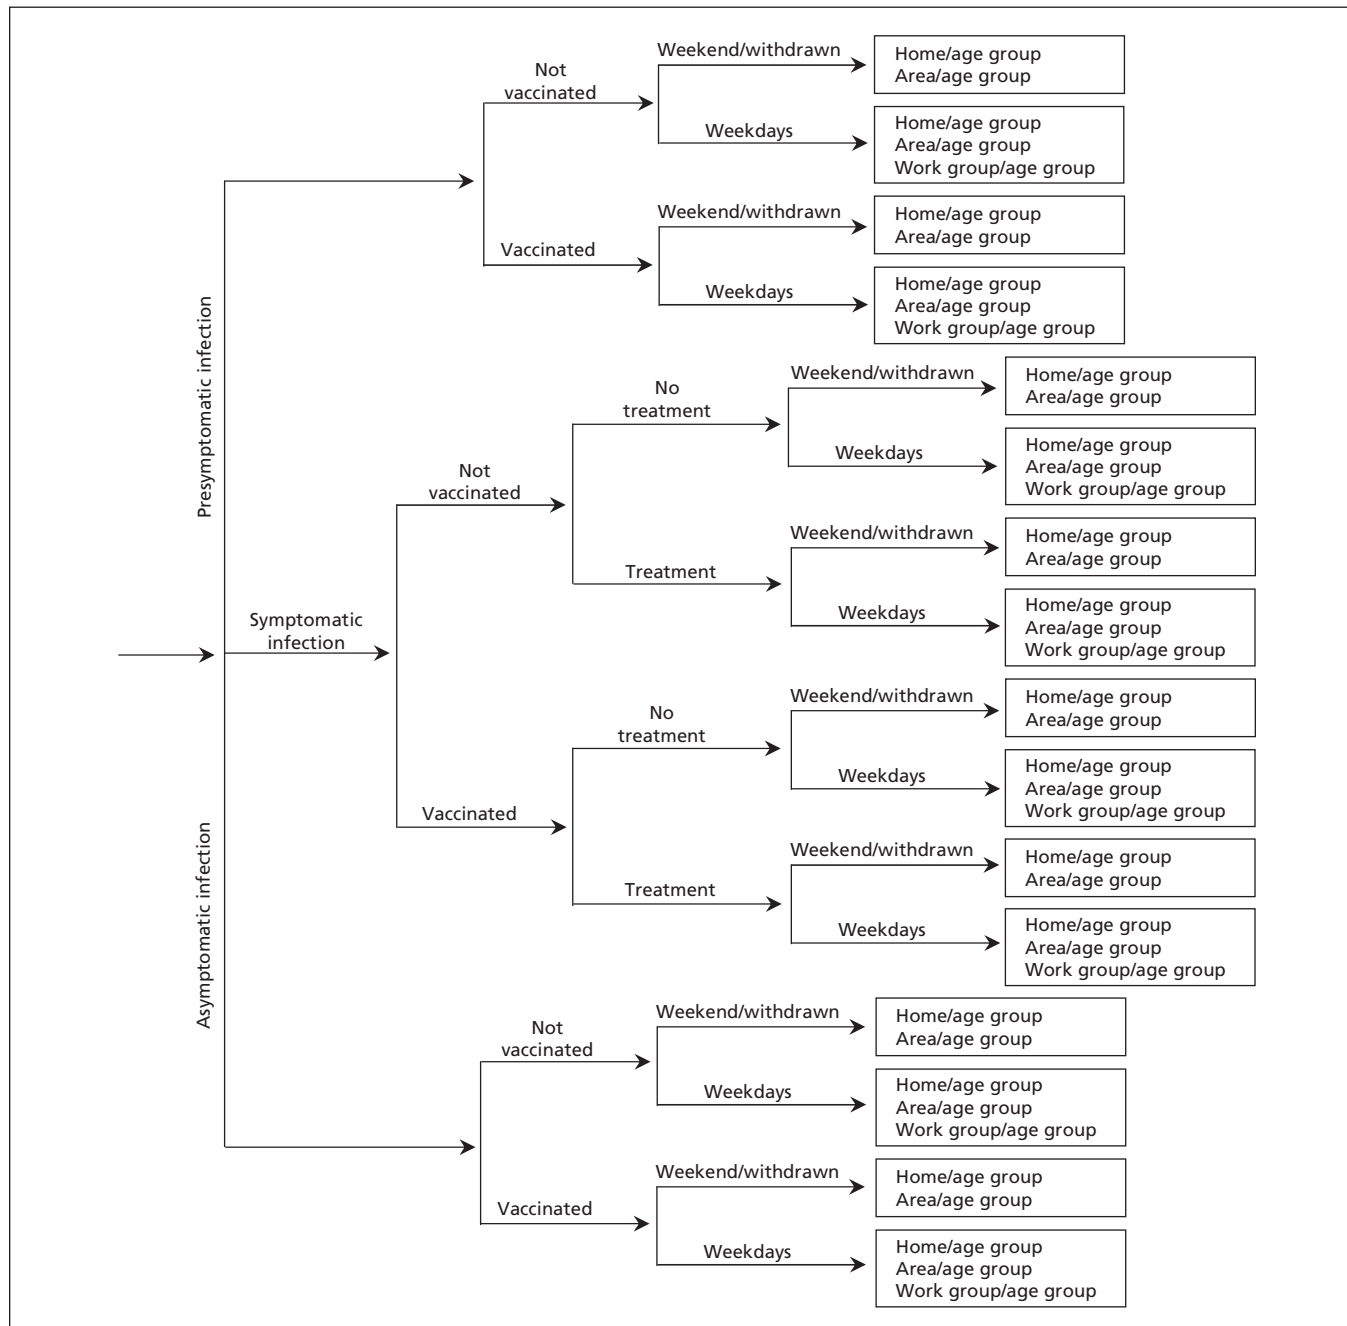 Weekend/withdrawn
Home/age group
Area/age group
Not
vaccinated
Weekdays
Home/age group
Area/age group
Work group/age group
Weekend/withdrawn
Home/age group
Area/age group
Vaccinated
Weekdays
Home/age group
Area/age group
Work group/age group
Presymptomatic infection
Weekend/withdrawn
Home/age group
Area/age group
No
treatment
Weekdays
Home/age group
Area/age group
Work group/age group
Not
vaccinated
Weekend/withdrawn
Home/age group
Area/age group
Treatment
Weekdays
Home/age group
Area/age group
Work group/age group
Symptomatic
infection
Weekend/withdrawn
Home/age group
Area/age group
No
treatment
Weekdays
Home/age group
Area/age group
Work group/age group
Vaccinated
Weekend/withdrawn
Home/age group
Area/age group
Treatment
Weekdays
Home/age group
Area/age group
Work group/age group
Asymptomatic infection
Weekend/withdrawn
Home/age group
Area/age group
Not
vaccinated
Weekdays
Home/age group
Area/age group
Work group/age group
Weekend/withdrawn
Home/age group
Area/age group
Vaccinated
Weekdays
Home/age group
Area/age group
Work group/age group